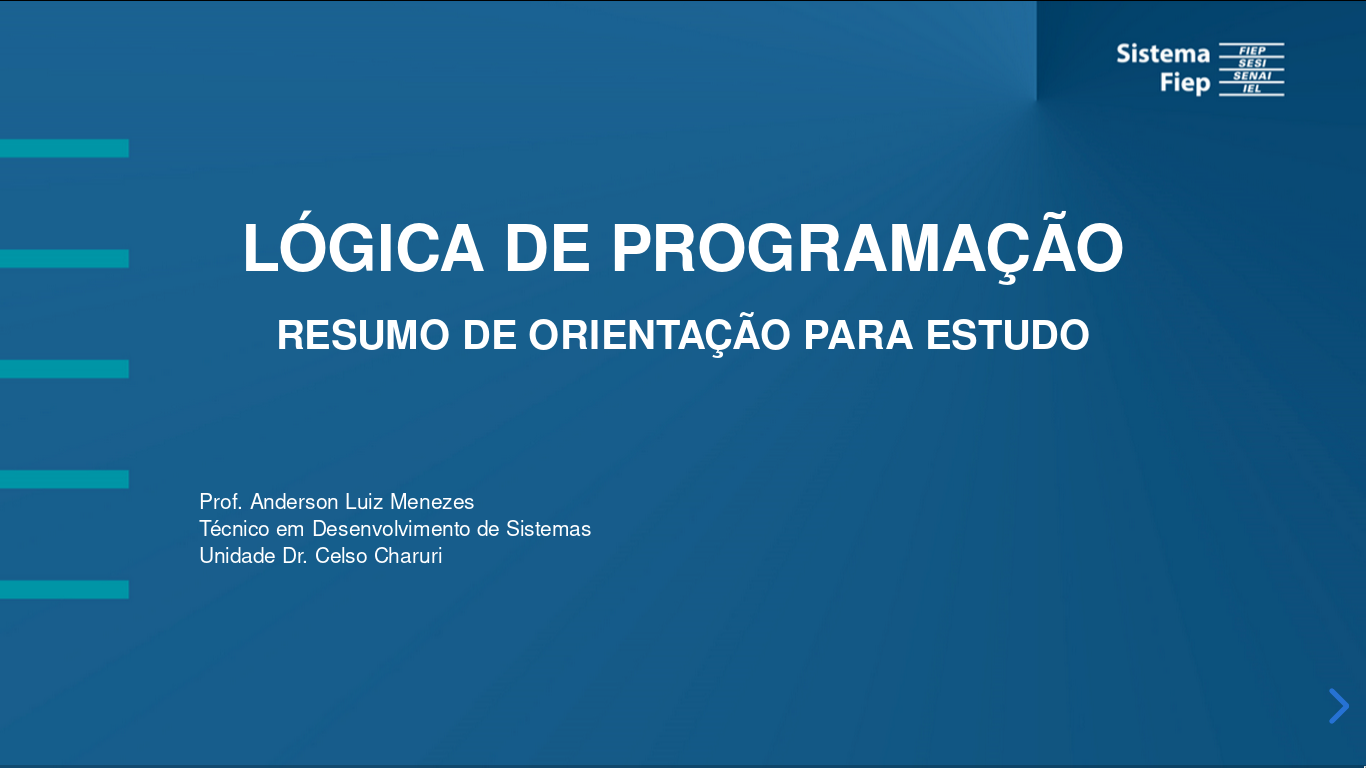 Sistema
Fiep
FIEP
SESI
SENAI
IEL
LÓGICA DE PROGRAMAÇÃO
RESUMO DE ORIENTAÇÃO PARA ESTUDO
Prof. Anderson Luiz Menezes
Técnico em Desenvolvimento de Sistemas
Unidade Dr. Celso Charuri